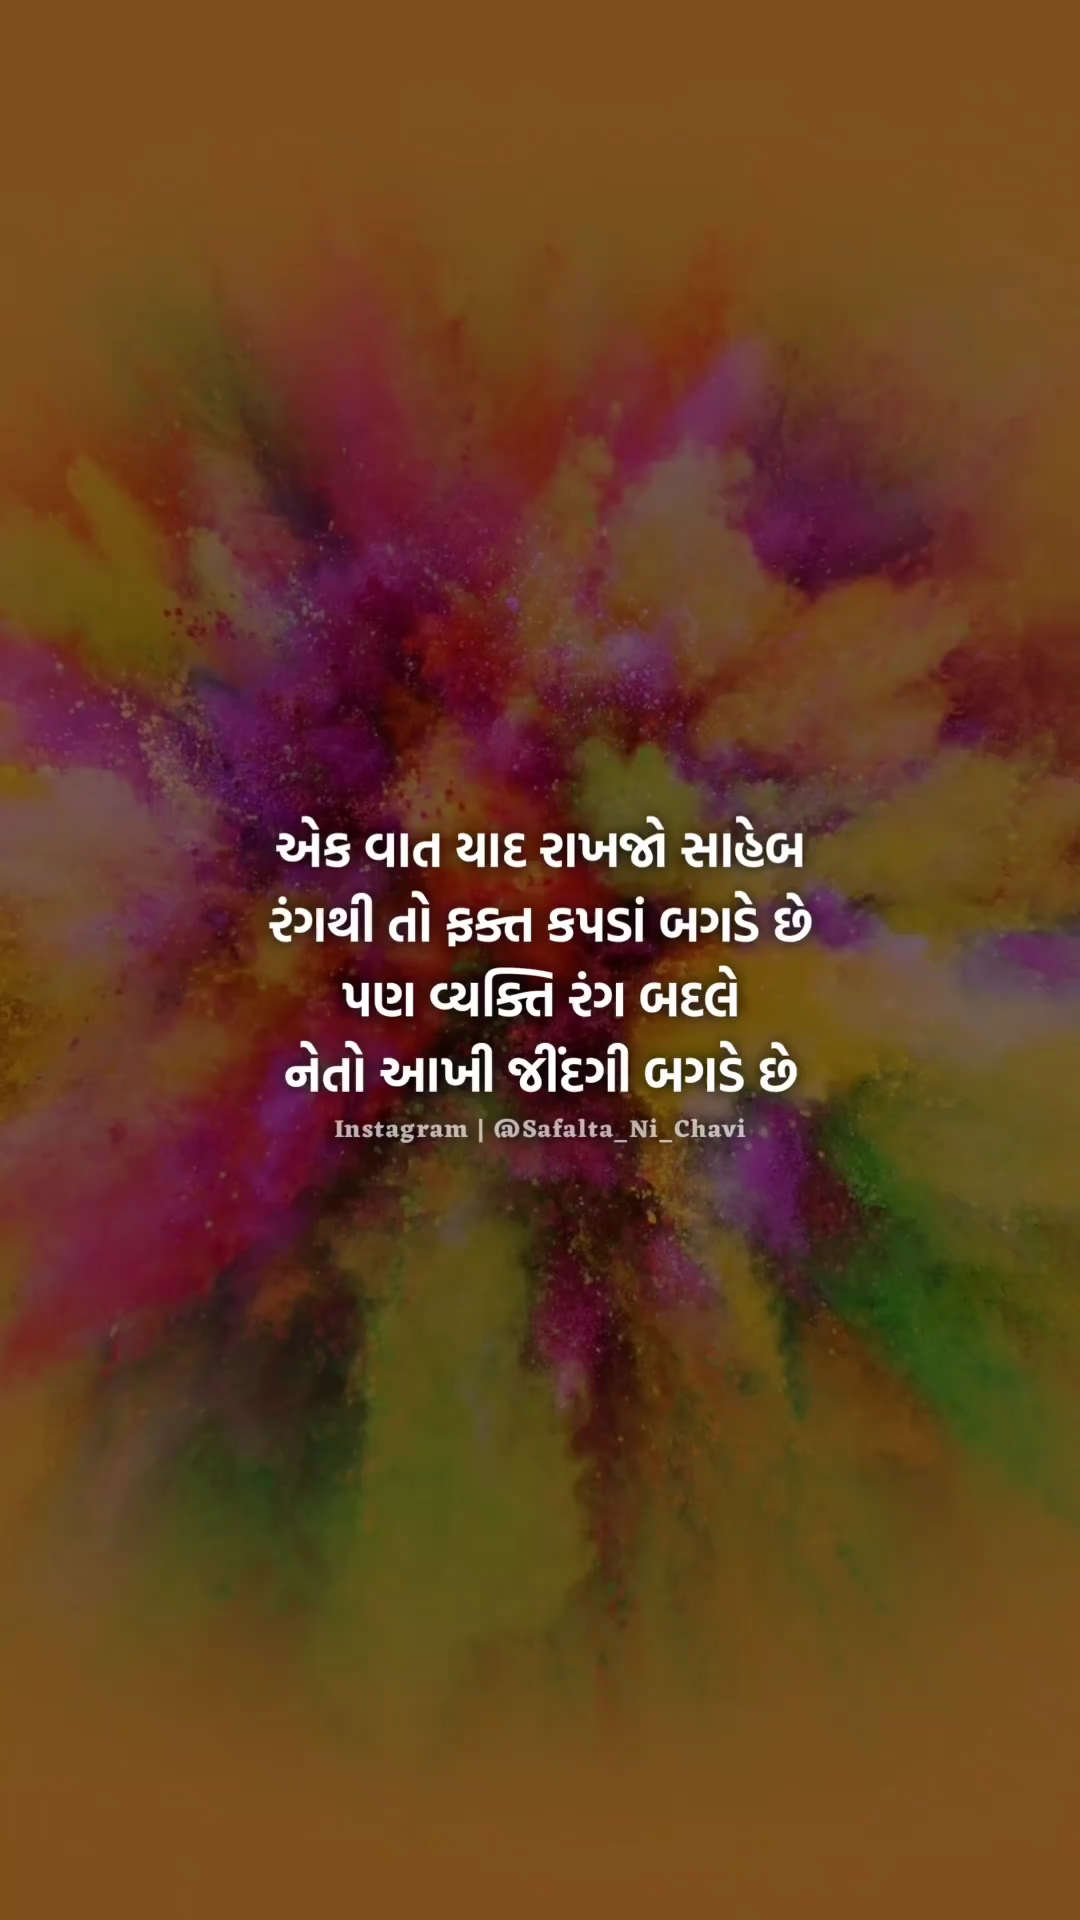 એક વાત યાદ રાખજો સાહેબ
રંગથી તો ફક્ત કપડાં બગડે છે
પણ વ્યક્તિ રંગ બદલે
નેતો આખી જીંદગી બગડે છે
Instagram | @Safalta_Ni_Chavi